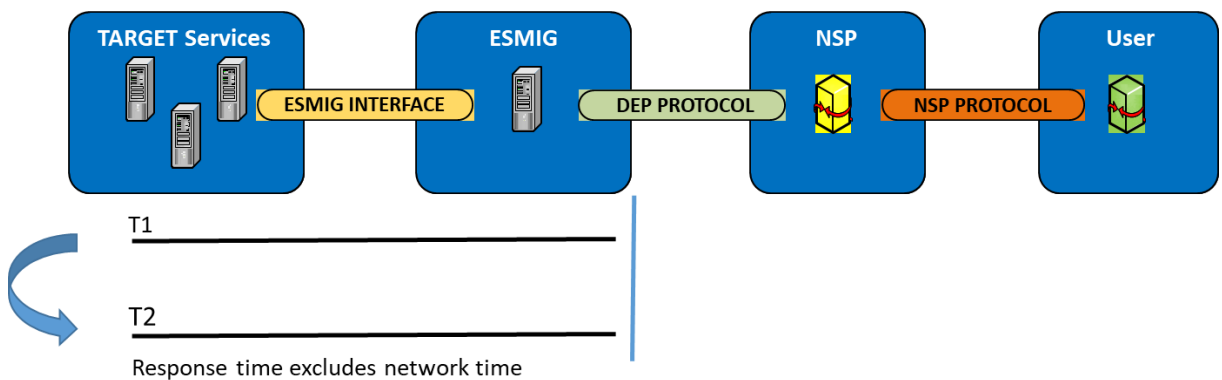 TARGET Services
ESMIG
NSP
User
ESMIG INTERFACE
DEP PROTOCOL
NSP PROTOCOL
T1
T2
Response time excludes network time